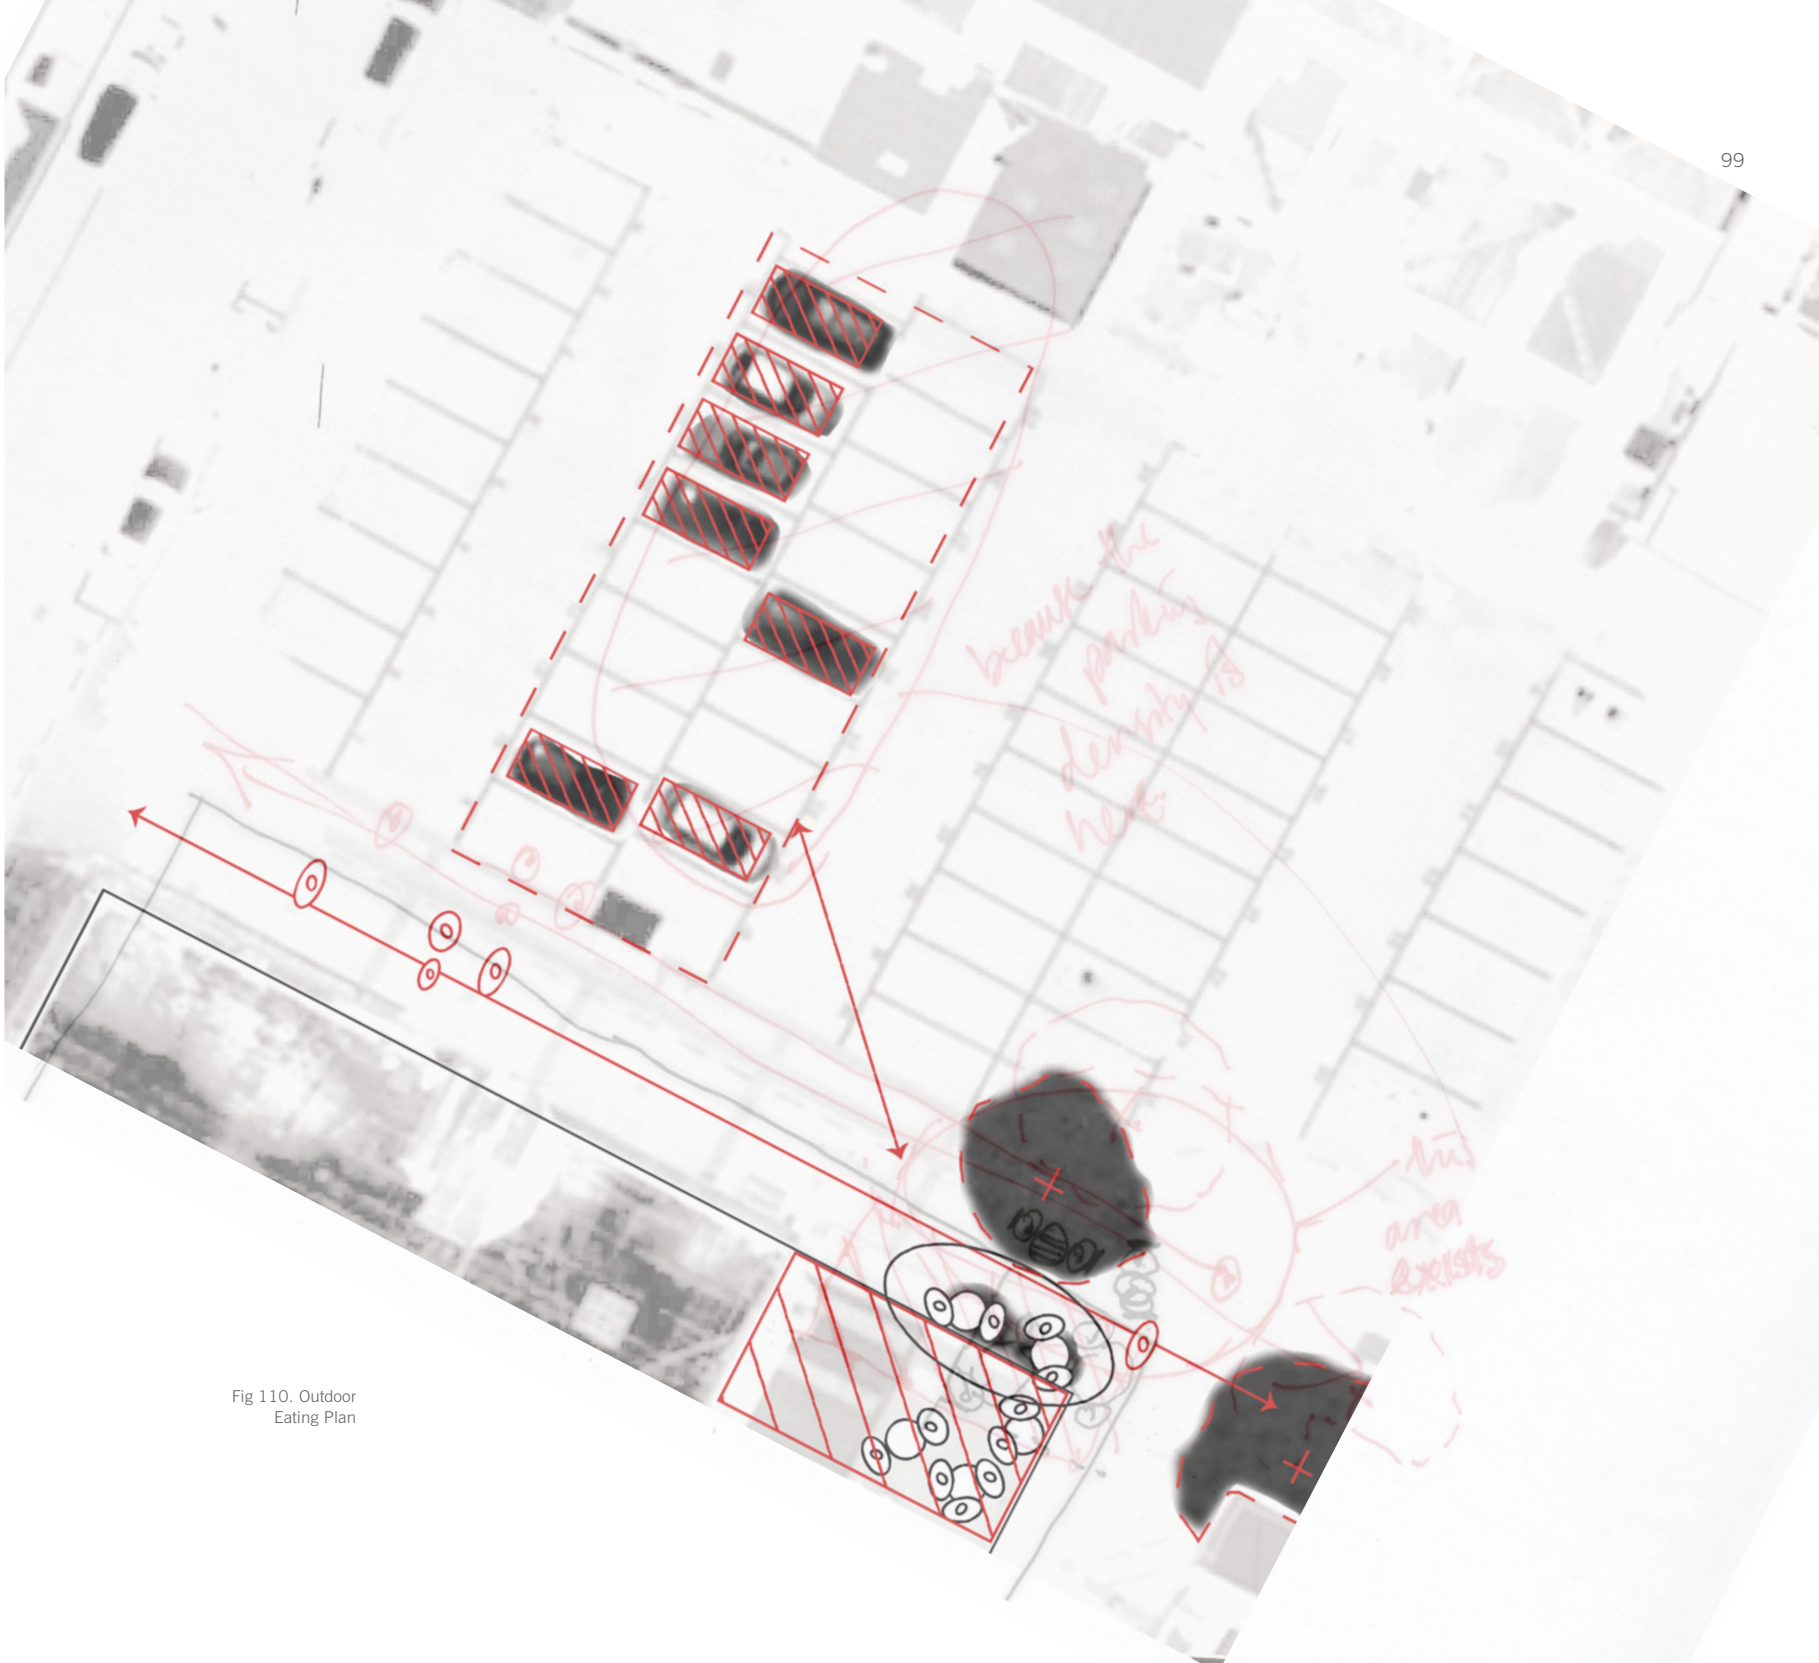 99
because the
parking
density is
here.
this
area
exists
Fig 110. Outdoor
Eating Plan